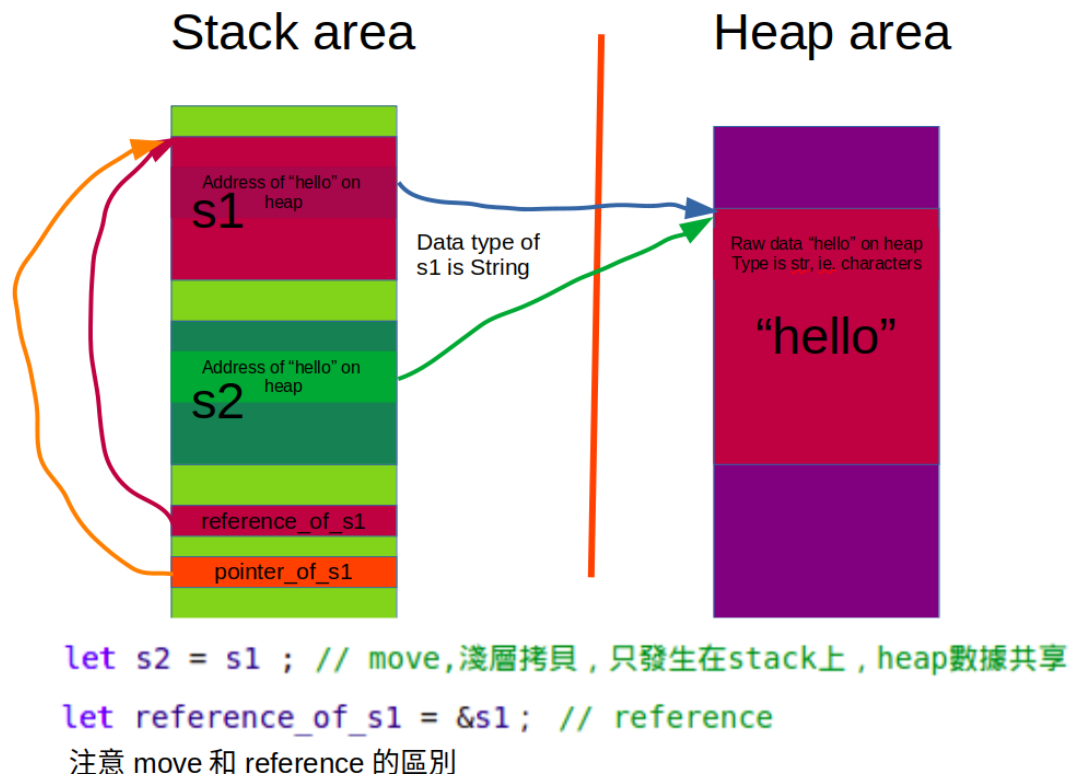 Stack area
Heap area
Address of “hello” on
heap
s1
Data type of
s1 is String
Raw data “hello” on heap
Type is str, ie. characters
“hello”
Address of “hello” on
heap
s2
reference_of_s1
pointer_of_s1
let s2 = s1 ; // move,淺層拷貝，只發生在stack上，heap數據共享
let reference_of_s1 = &s1; // reference
注意 move 和 reference 的區別